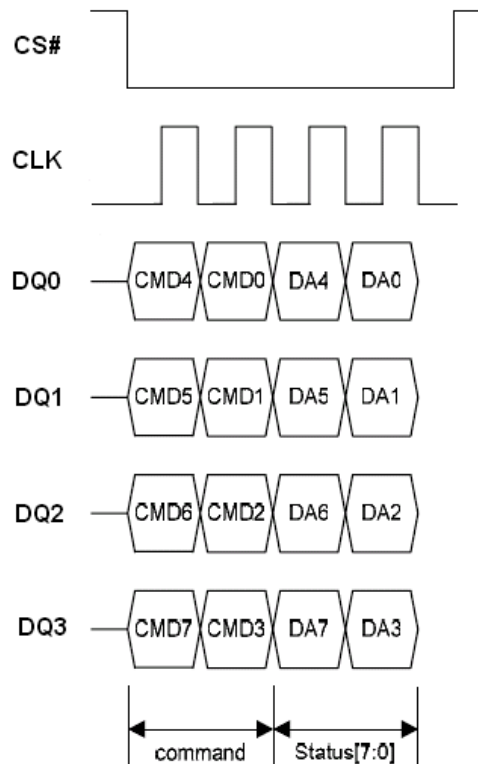 CS#
CLK
DQ0 CMD4 CMD0 DA4 DA0
DQ1 CMD5 CMD1 DA5 DA1
DQ2 CMD6 CMD2 DA6 DA2
DQ3 CMD7 CMD3 DA7 DA3
command Status[7:0]